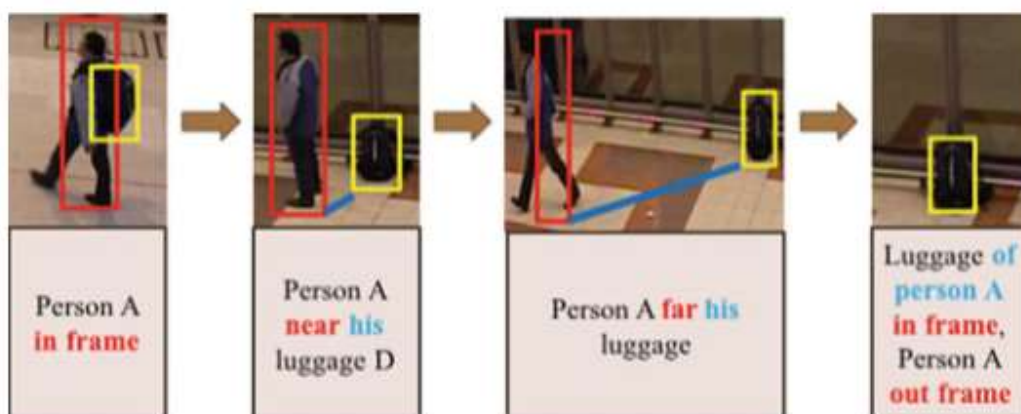 Person A
in frame
Person A
near his
luggage D
Person A far his
luggage
Luggage of
person A
in frame,
Person A
out frame